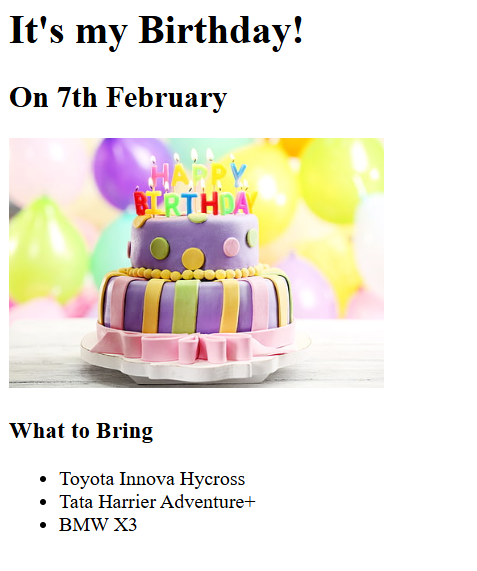 It's my Birthday!
On 7th February
HAPPY
BIRTHDAY
What to Bring
Toyota Innova Hycross
Tata Harrier Adventure+
BMW X3